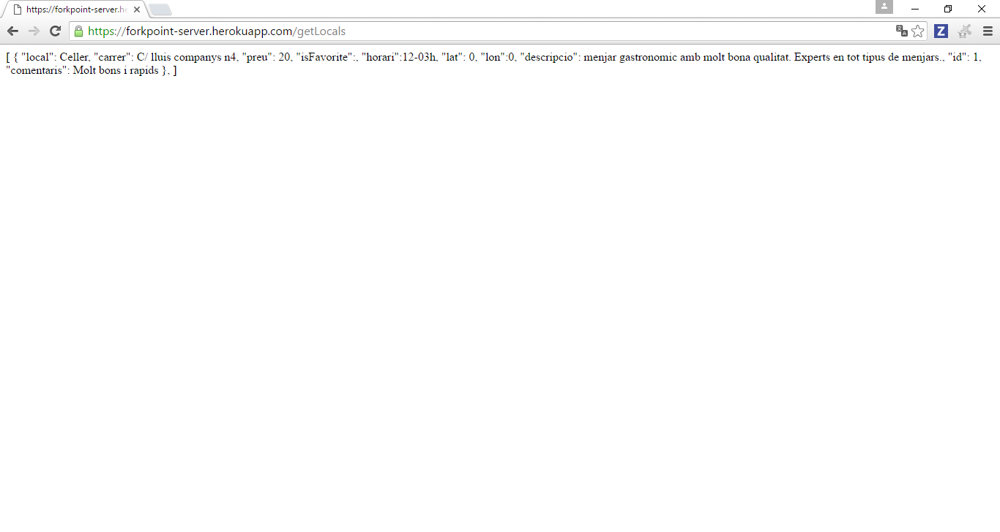 https://forkpoint-server.he
https://forkpoint-server.herokuapp.com/getLocals
Z
[ { "local": Celler, "carrer": C/ lluis companys n4, "preu": 20, "isFavorite":, "horari":12-03h, "lat": 0, "lon":0, "descripcio": menjar gastronomic amb molt bona qualitat. Experts en tot tipus de menjars., "id": 1,
"comentaris": Molt bons i rapids }, ]